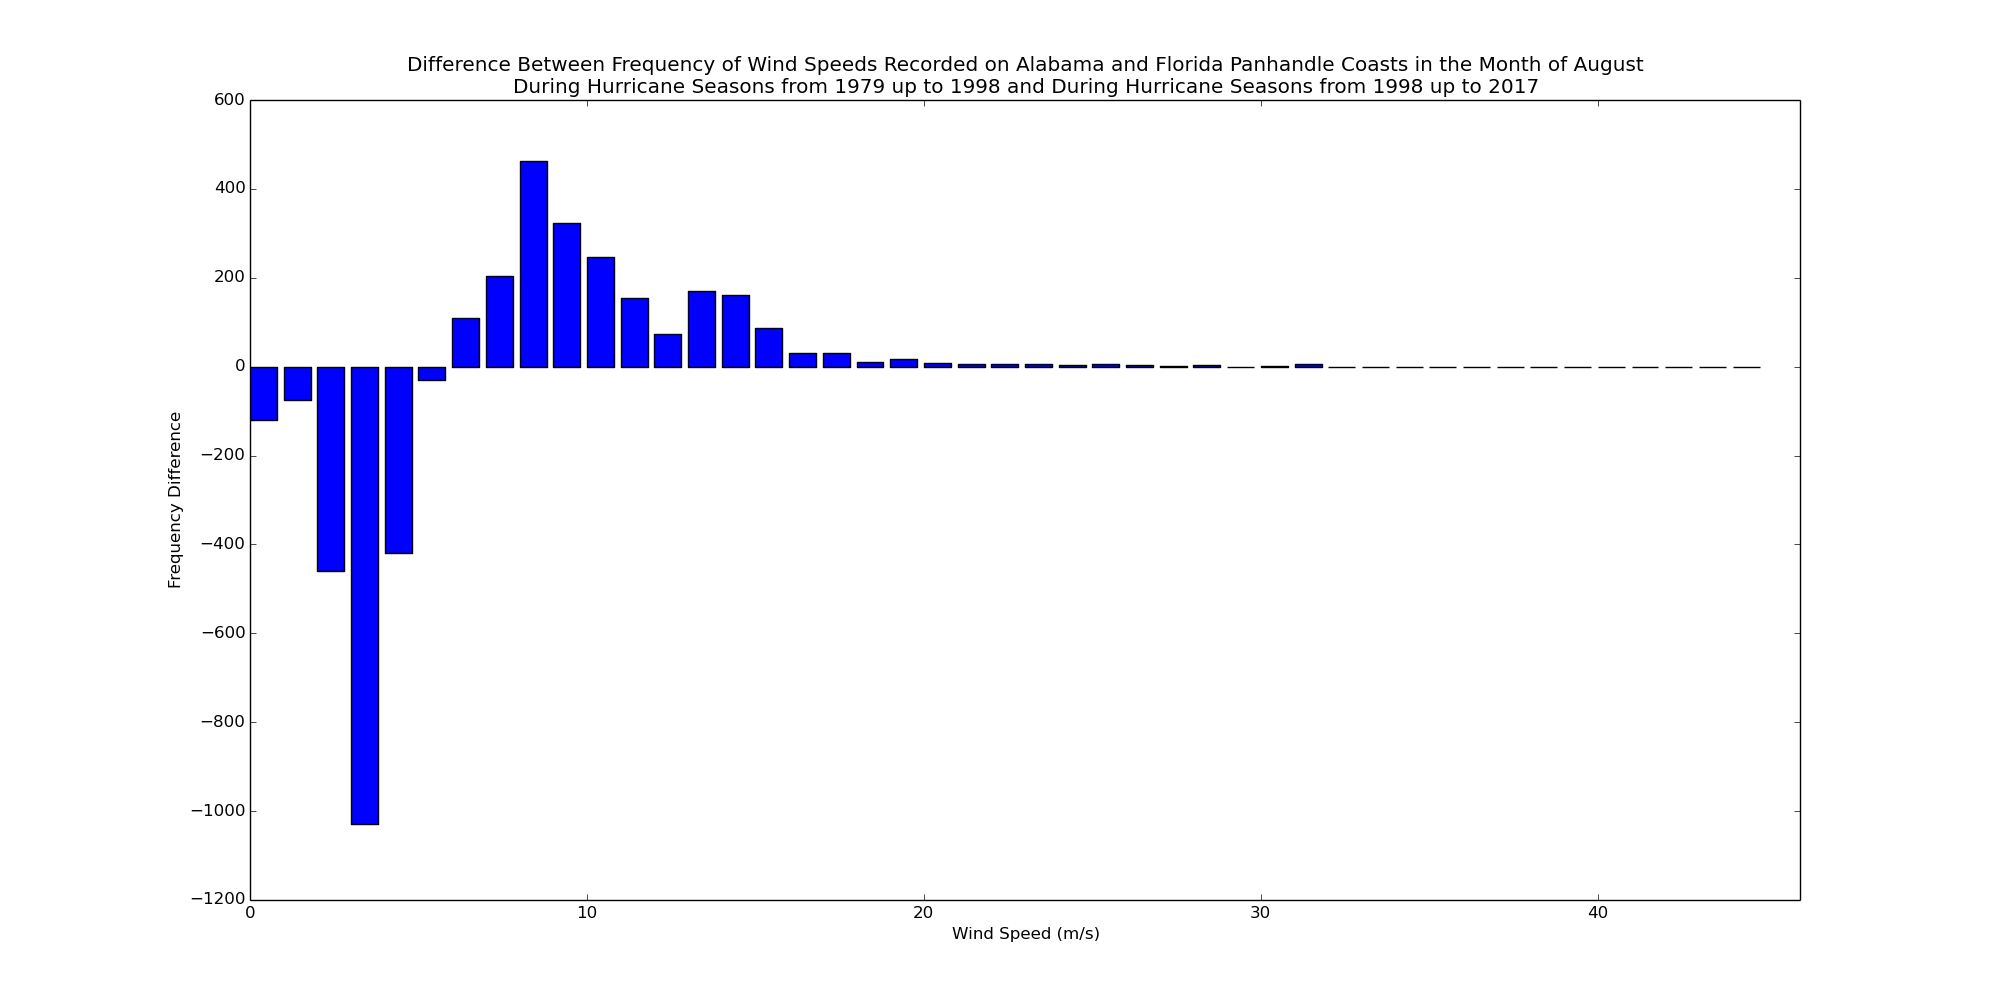 Difference Between Frequency of Wind Speeds Recorded on Alabama and Florida Panhandle Coasts in the Month of August
During Hurricane Seasons from 1979 up to 1998 and During Hurricane Seasons from 1998 up to 2017
600
400
200
0
−200
−400
−600
−800
−1000
−1200
Frequency Difference
0 10 20 30 40
Wind Speed (m/s)